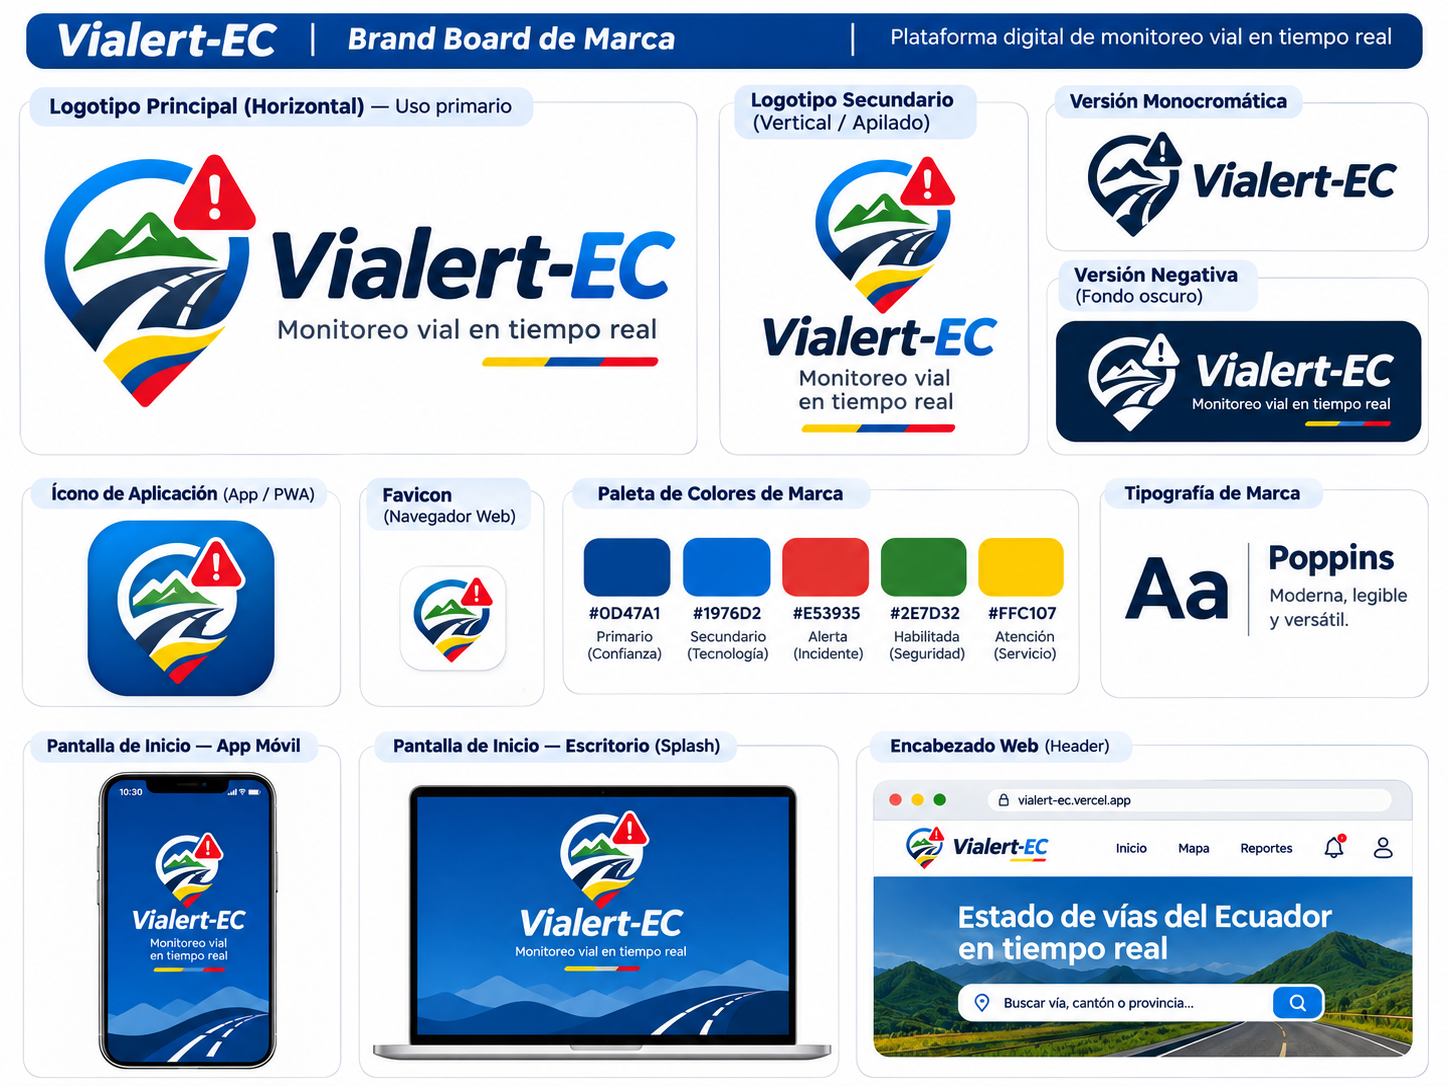 Vialert-EC | Brand Board de Marca | Plataforma digital de monitoreo vial en tiempo real
Logotipo Principal (Horizontal) — Uso primario
!
Vialert-EC
Monitoreo vial en tiempo real
Logotipo Secundario
(Vertical / Apilado)
!
Vialert-EC
Monitoreo vial
en tiempo real
Versión Monocromática
!
Vialert-EC
Versión Negativa
(Fondo oscuro)
!
Vialert-EC
Monitoreo vial en tiempo real
Ícono de Aplicación (App / PWA)
!
Favicon
(Navegador Web)
!
Paleta de Colores de Marca
#0D47A1
Primario
(Confianza)
#1976D2
Secundario
(Tecnología)
#E53935
Alerta
(Incidente)
#2E7D32
Habilitada
(Seguridad)
#FFC107
Atención
(Servicio)
Tipografía de Marca
Aa
Poppins
Moderna, legible
y versátil.
Pantalla de Inicio — App Móvil
10:30
!
Vialert-EC
Monitoreo vial
en tiempo real
Pantalla de Inicio — Escritorio (Splash)
!
Vialert-EC
Monitoreo vial en tiempo real
Encabezado Web (Header)
vialert-ec.vercel.app
!
Vialert-EC
Inicio Mapa Reportes
Estado de vías del Ecuador
en tiempo real
Buscar vía, cantón o provincia...